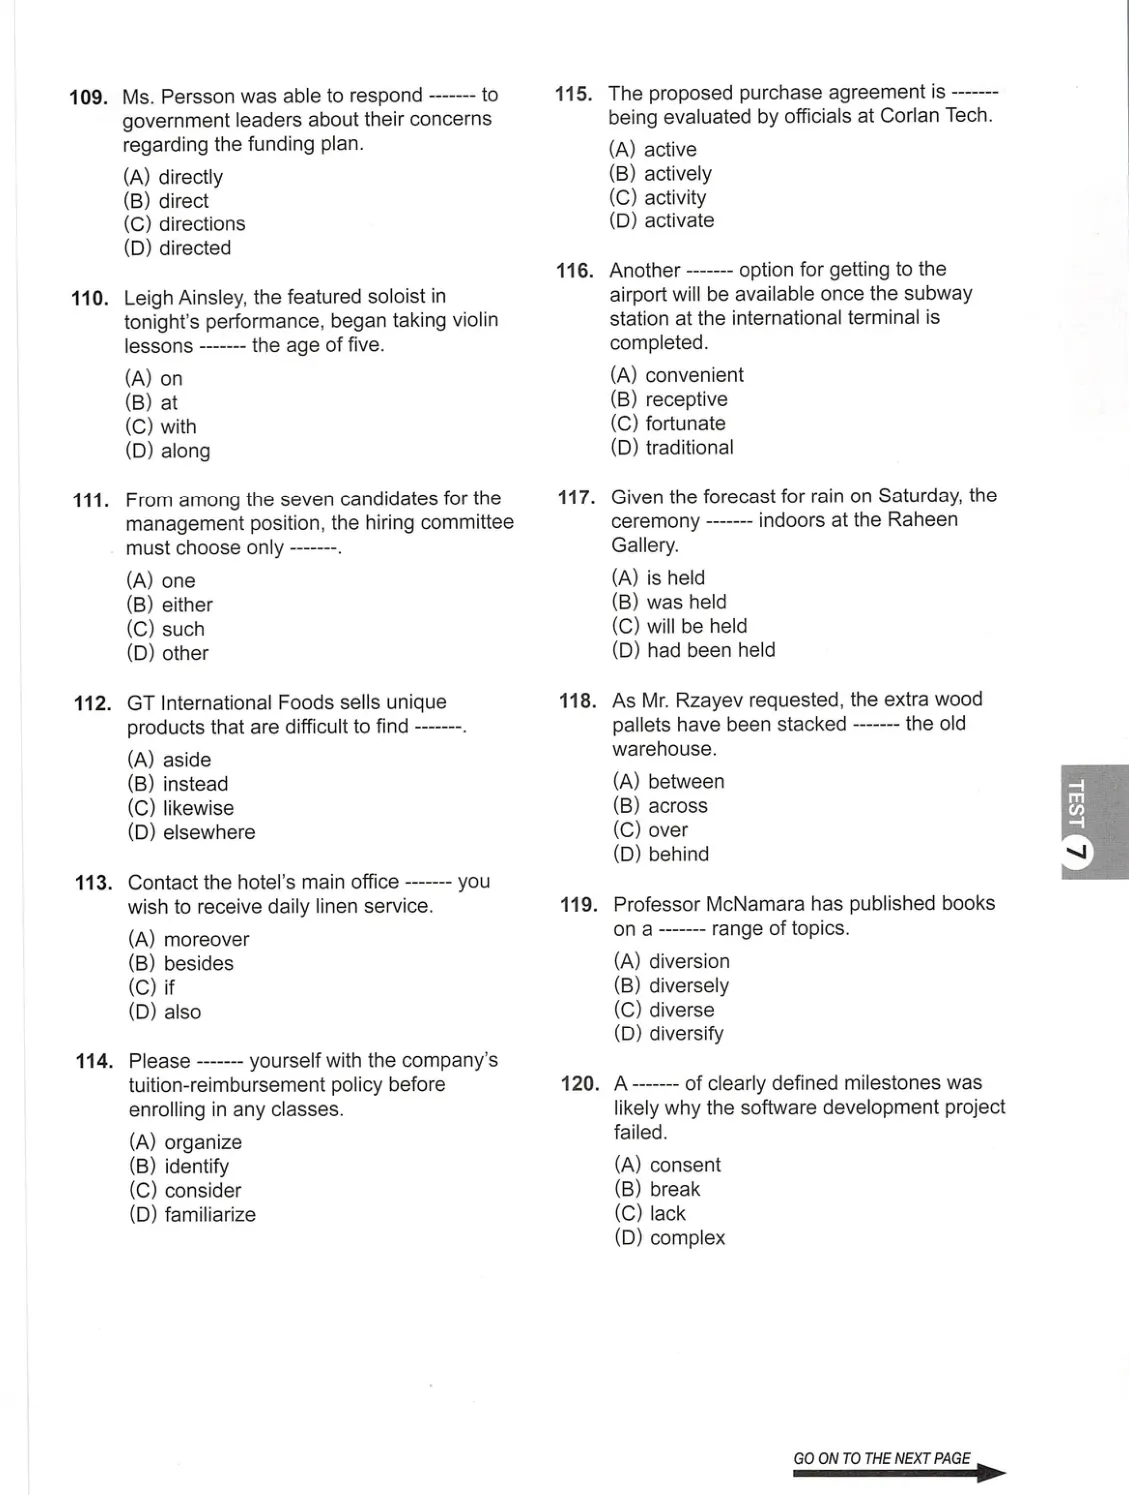 109. Ms. Persson was able to respond ------- to
government leaders about their concerns
regarding the funding plan.
(A) directly
(B) direct
(C) directions
(D) directed
110. Leigh Ainsley, the featured soloist in
tonight's performance, began taking violin
lessons ------- the age of five.
(A) on
(B) at
(C) with
(D) along
111. From among the seven candidates for the
management position, the hiring committee
must choose only -------.
(A) one
(B) either
(C) such
(D) other
112. GT International Foods sells unique
products that are difficult to find -------.
(A) aside
(B) instead
(C) likewise
(D) elsewhere
113. Contact the hotel's main office ------- you
wish to receive daily linen service.
(A) moreover
(B) besides
(C) if
(D) also
114. Please ------- yourself with the company's
tuition-reimbursement policy before
enrolling in any classes.
(A) organize
(B) identify
(C) consider
(D) familiarize
115. The proposed purchase agreement is -------
being evaluated by officials at Corlan Tech.
(A) active
(B) actively
(C) activity
(D) activate
116. Another ------- option for getting to the
airport will be available once the subway
station at the international terminal is
completed.
(A) convenient
(B) receptive
(C) fortunate
(D) traditional
117. Given the forecast for rain on Saturday, the
ceremony ------- indoors at the Raheen
Gallery.
(A) is held
(B) was held
(C) will be held
(D) had been held
118. As Mr. Rzayev requested, the extra wood
pallets have been stacked ------- the old
warehouse.
(A) between
(B) across
(C) over
(D) behind
119. Professor McNamara has published books
on a ------- range of topics.
(A) diversion
(B) diversely
(C) diverse
(D) diversify
120. A ------- of clearly defined milestones was
likely why the software development project
failed.
(A) consent
(B) break
(C) lack
(D) complex
TEST 7
GO ON TO THE NEXT PAGE